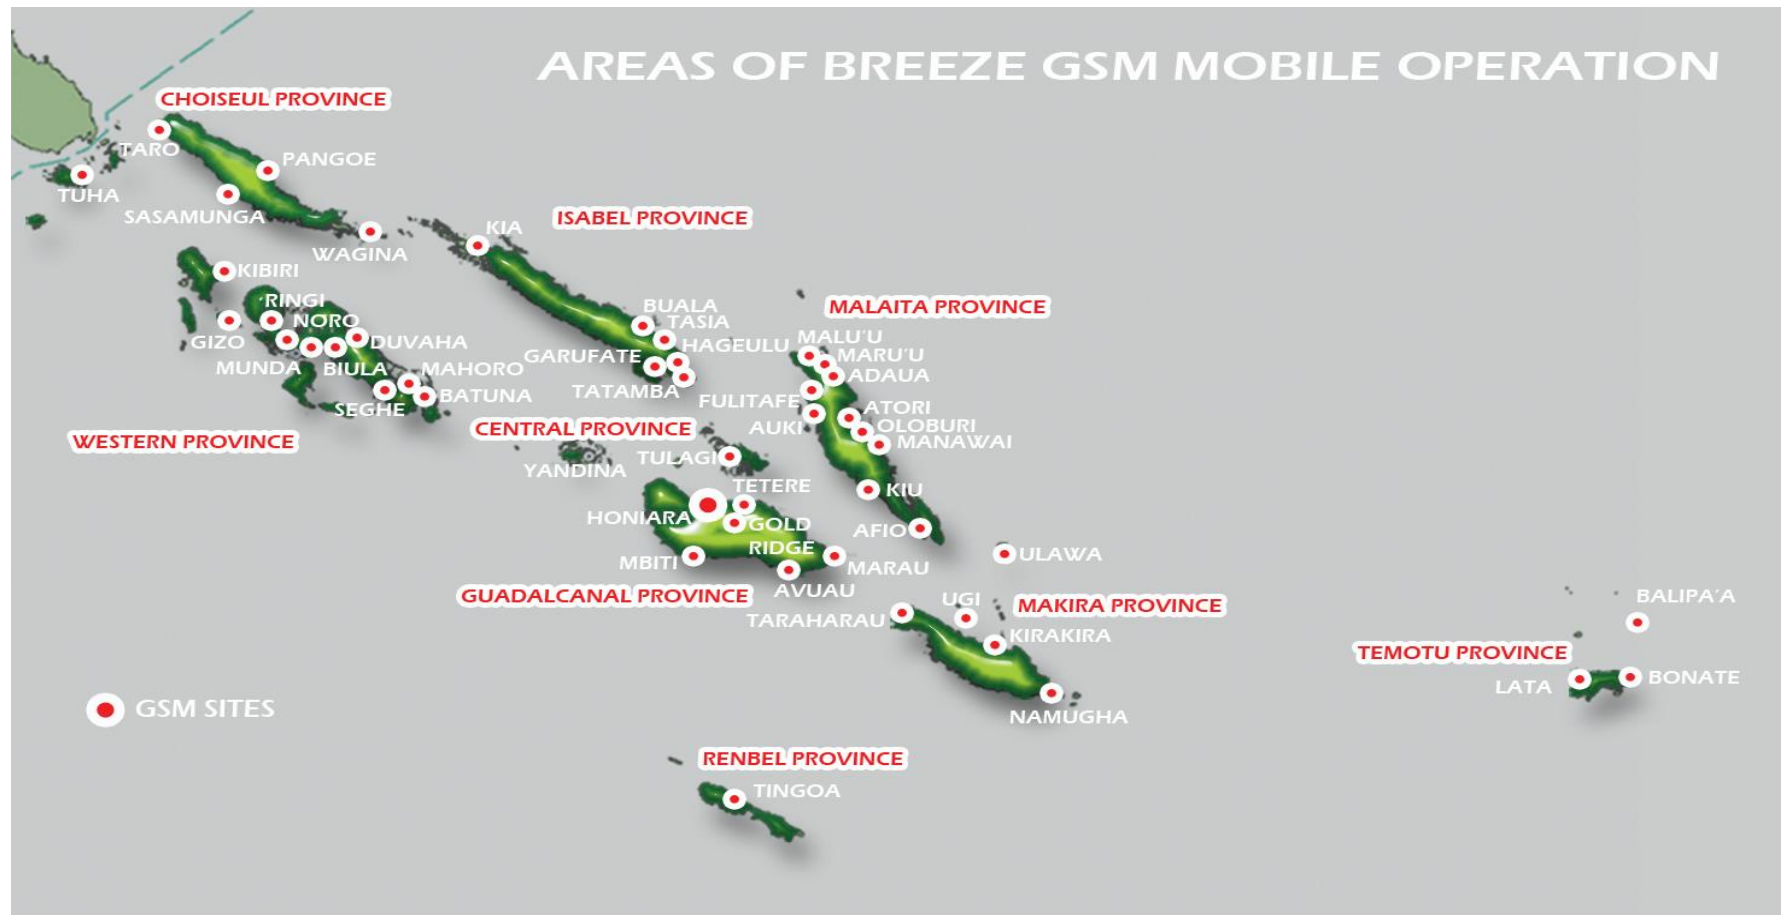 AREAS OF BREEZE GSM MOBILE OPERATION
CHOISEUL PROVINCE
TARO
PANGOE
TUHA
SASAMUNGA
WAGINA
KIA
ISABEL PROVINCE
KIBIRI
RINGI
NORO
GIZO
DUVAHA
MUNDA
BIULA
MAHORO
SEGHE
BATUNA
WESTERN PROVINCE
BUALA
TASIA
HAGEULU
GARUFATE
TATAMBA
MALAITA PROVINCE
MALU'U
MARU'U
ADAUA
FULITAFE
ATORI
AUKI
OLOBURI
MANAWAI
KIU
AFIO
CENTRAL PROVINCE
TULAGI
YANDINA
TETERE
HONIARA
GOLD
RIDGE
MBITI
MARAU
AVUAU
GUADALCANAL PROVINCE
ULAWA
UGI
MAKIRA PROVINCE
TARAHARAU
KIRAKIRA
NAMUGHA
BALIPA'A
TEMOTU PROVINCE
LATA
BONATE
GSM SITES
RENBEL PROVINCE
TINGOA